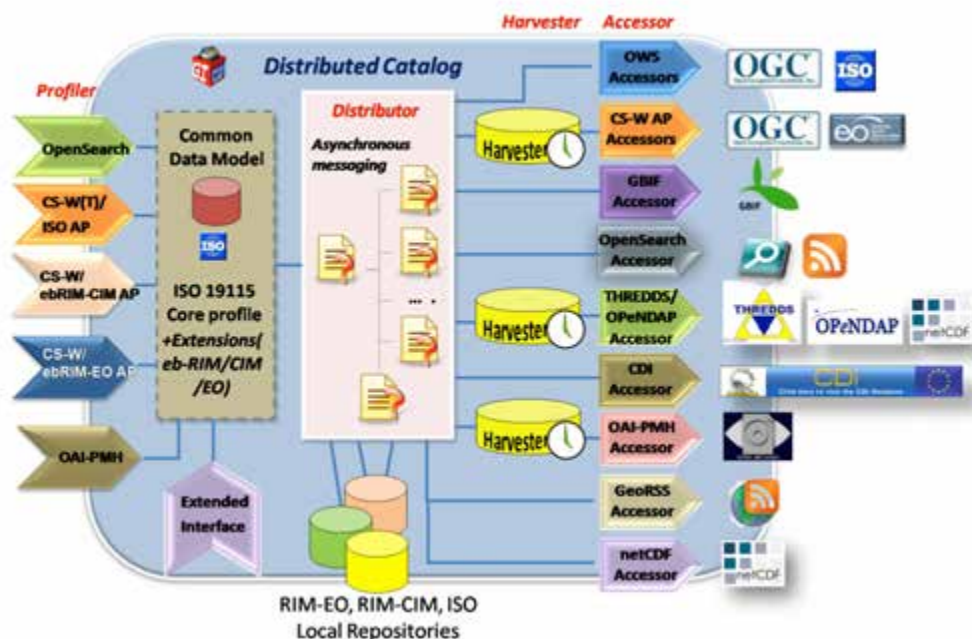 Harvester Accessor
Distributed Catalog
Profiler
OpenSearch
CS-W(T)/
ISO AP
CS-W/
ebRIM-CIM AP
CS-W/
ebRIM-EO AP
OAI-PMH
Common
Data Model
ISO
ISO 19115
Core profile
+Extensions(
eb-RIM/CIM
/EO)
Extended
Interface
Distributor
Asynchronous
messaging
... .
Harvester
Harvester
Harvester
RIM-EO, RIM-CIM, ISO
Local Repositories
OWS
Accessors
CS-W AP
Accessors
GBIF
Accessor
OpenSearch
Accessor
THREDDS/
OPeNDAP
Accessor
CDI
Accessor
OAI-PMH
Accessor
GeoRSS
Accessor
netCDF
Accessor
OGC
ISO
OGC
eo
GBIF
THREDDS
OPeNDAP
netCDF
CDI
netCDF